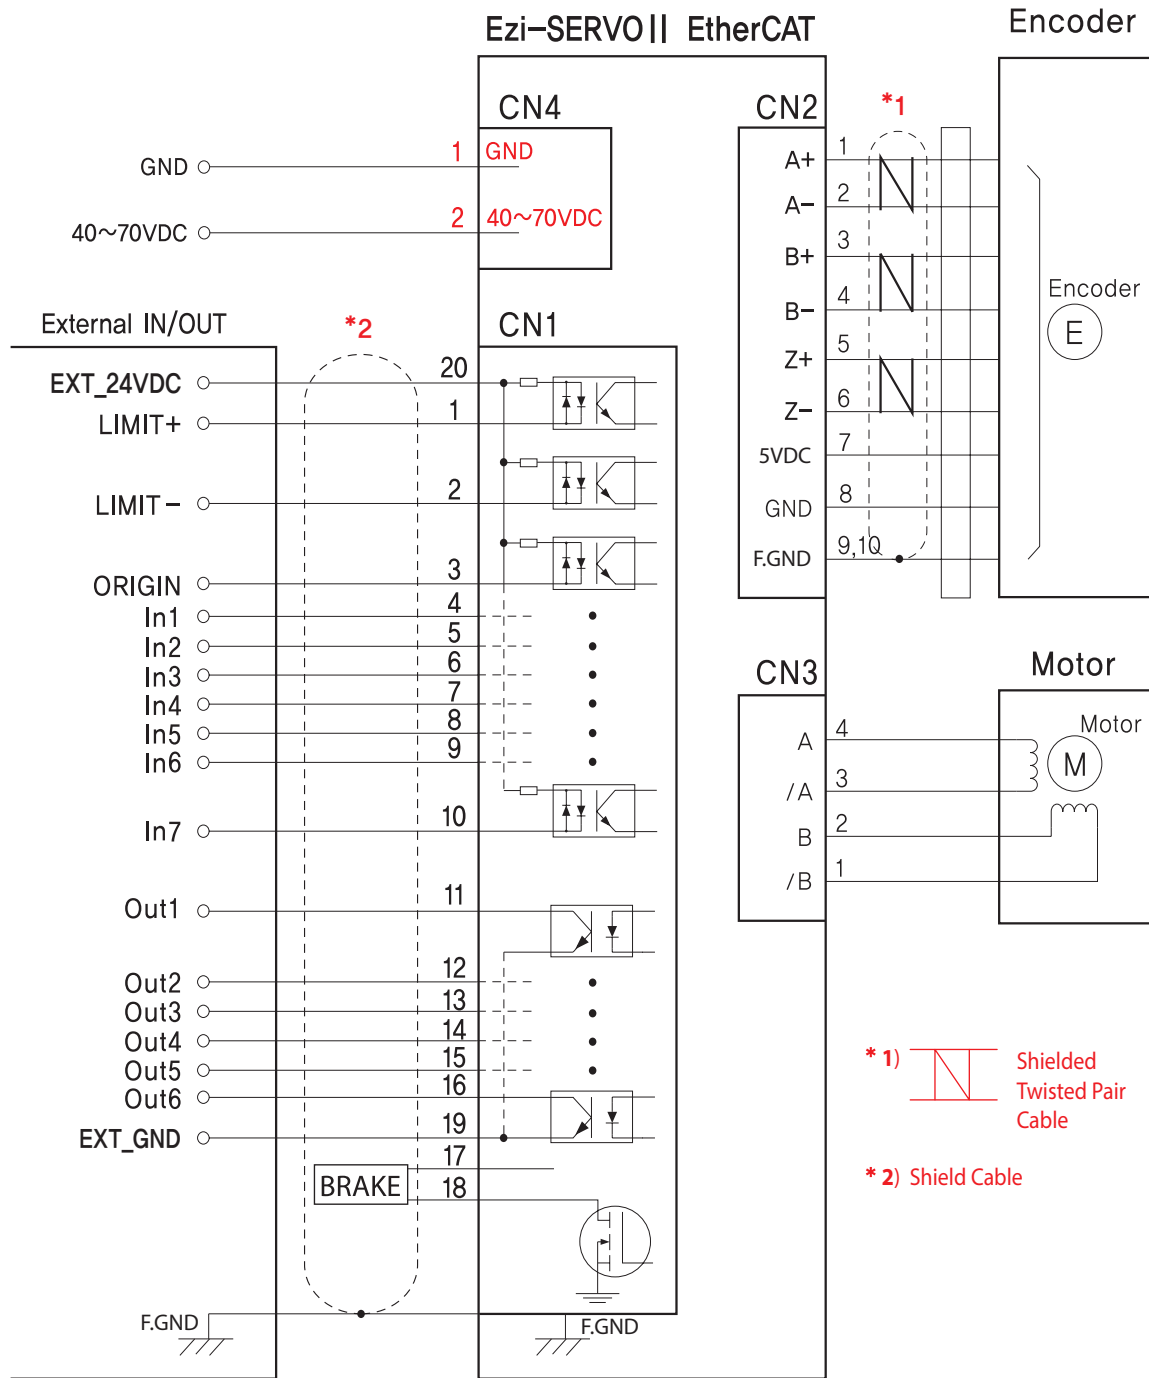 Ezi-SERVO II EtherCAT
Encoder
CN4
CN2
*1
GND
1
GND
40~70VDC
2
40~70VDC
A+
1
A-
2
B+
3
B-
4
Z+
5
Z-
6
5VDC
7
GND
8
F.GND
9,10
Encoder
E
External IN/OUT
*2
CN1
EXT_24VDC
20
LIMIT+
1
LIMIT-
2
ORIGIN
3
In1
4
In2
5
In3
6
In4
7
In5
8
In6
9
In7
10
Out1
11
Out2
12
Out3
13
Out4
14
Out5
15
Out6
16
EXT_GND
19
BRAKE
17
18
F.GND
F.GND
CN3
Motor
A
4
/A
3
B
2
/B
1
Motor
M
* 1)
Shielded
Twisted Pair
Cable
* 2) Shield Cable